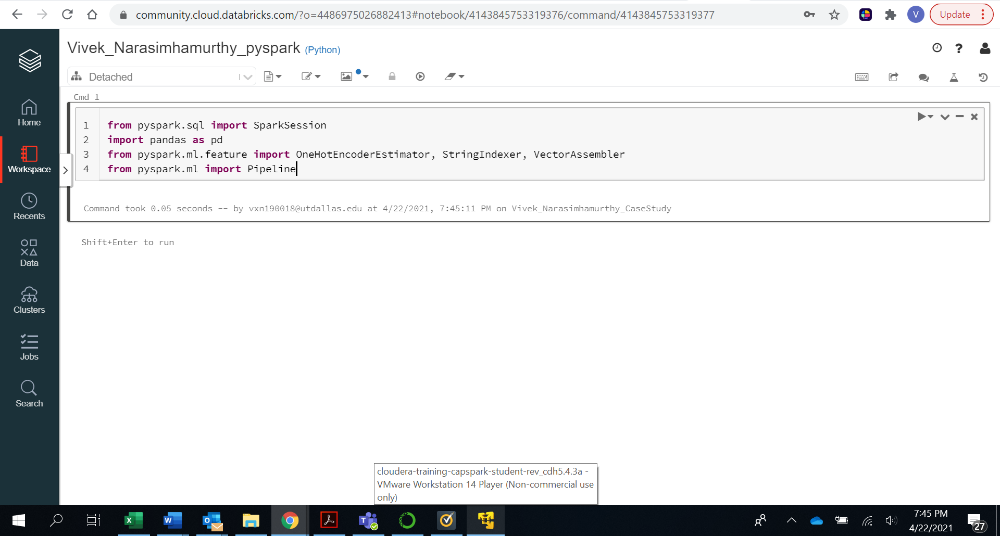 community.cloud.databricks.com/?o=4486975026882413#notebook/4143845753319376/command/4143845753319377
V
Update
Vivek_Narasimhamurthy_pyspark (Python)
?
Detached
Cmd 1
1 from pyspark.sql import SparkSession
2 import pandas as pd
3 from pyspark.ml.feature import OneHotEncoderEstimator, StringIndexer, VectorAssembler
4 from pyspark.ml import Pipeline
Command took 0.05 seconds -- by vxn190018@utdallas.edu at 4/22/2021, 7:45:11 PM on Vivek_Narasimhamurthy_CaseStudy
Shift+Enter to run
Home
Workspace
Recents
Data
Clusters
Jobs
Search
cloudera-training-capspark-student-rev_cdh5.4.3a -
VMware Workstation 14 Player (Non-commercial use
only)
7:45 PM
4/22/2021
27